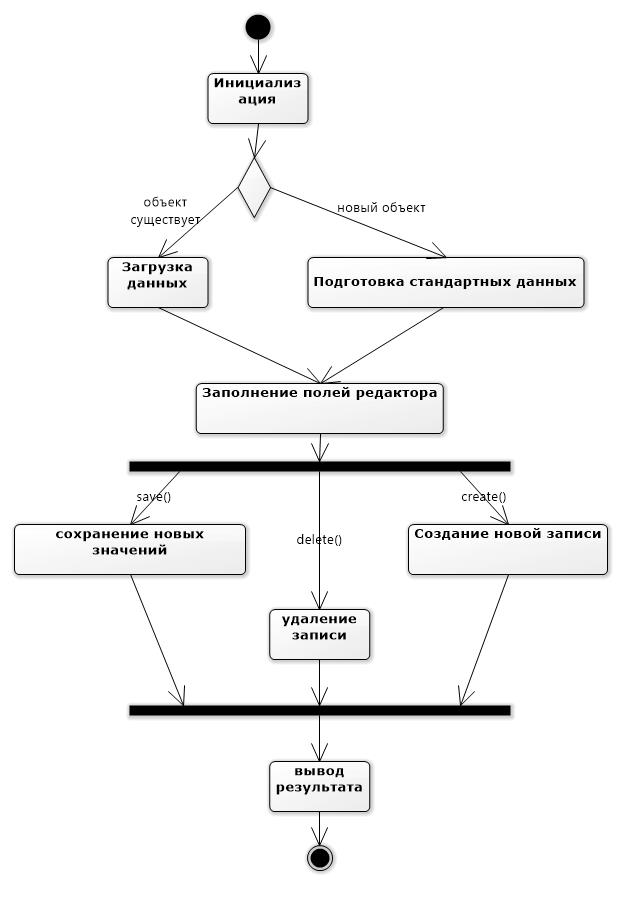 Инициализ
ация
объект
существует
новый объект
Загрузка
данных
Подготовка стандартных данных
Заполнение полей редактора
save()
create()
сохранение новых
значений
Создание новой записи
delete()
удаление
записи
вывод
результата